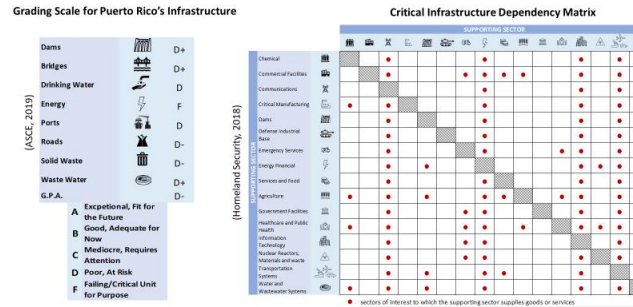 Grading Scale for Puerto Rico's Infrastructure
(ASCE, 2019)
Dams D+
Bridges D+
Drinking Water D
Energy F
Ports D
Roads D-
Solid Waste D-
Waste Water D+
G.P.A. D-
A Excpetional, Fit for
the Future
B Good, Adequate for
Now
C Mediocre, Requires
Attention
D Poor, At Risk
F Failing/Critical Unit
for Purpose
Critical Infrastructure Dependency Matrix
(Homeland Security, 2018)
SUPPORTING SECTOR
SUPPORTING SECTOR
Chemical
Commercial Facilities
Communications
Critical Manufacturing
Dams
Defense Industrial
Base
Emergency Services
Energy Financial
Services and Food
Agriculture
Government Facilities
Healthcare and Public
Health
Information
Technology
Nuclear Reactors,
Materials and waste
Transportation
Systems
Water and
Wastewater Systems
sectors of interest to which the supporting sector supplies goods or services